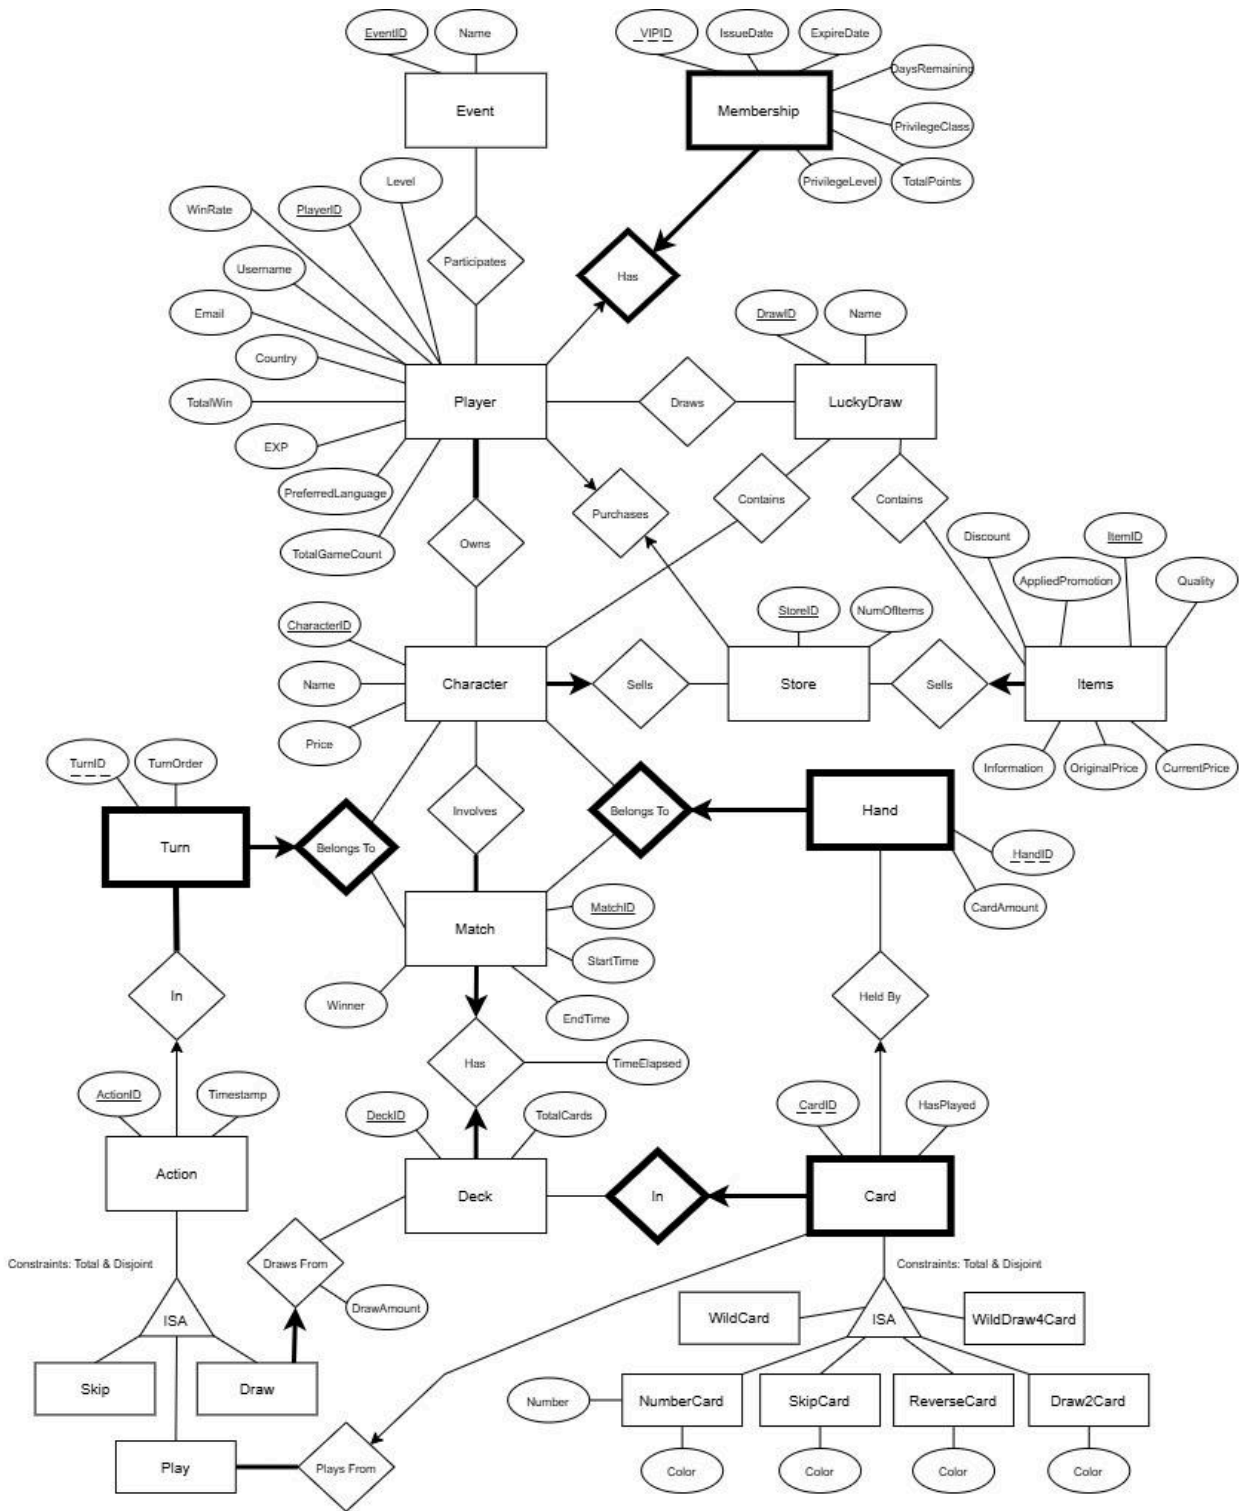 EventID
Name
VIPID
IssueDate
ExpireDate
DaysRemaining
Event
Membership
PrivilegeClass
Level
PrivilegeLevel
TotalPoints
WinRate
PlayerID
Username
Participates
Has
Email
DrawID
Name
Country
TotalWin
Player
Draws
LuckyDraw
EXP
PreferredLanguage
Contains
Contains
Purchases
Owns
TotalGameCount
Discount
ItemID
AppliedPromotion
Quality
CharacterID
StoreID
NumOfItems
Name
Character
Sells
Store
Sells
Items
Price
TurnID
TurnOrder
Information
OriginalPrice
CurrentPrice
Involves
Belongs To
Hand
Turn
Belongs To
HandID
MatchID
CardAmount
Match
StartTime
In
Held By
Winner
EndTime
Has
TimeElapsed
ActionID
Timestamp
CardID
HasPlayed
DeckID
TotalCards
Action
Deck
In
Card
Constraints: Total & Disjoint
Draws From
Constraints: Total & Disjoint
DrawAmount
ISA
WildCard
ISA
WildDraw4Card
Skip
Draw
Number
NumberCard
SkipCard
ReverseCard
Draw2Card
Play
Plays From
Color
Color
Color
Color